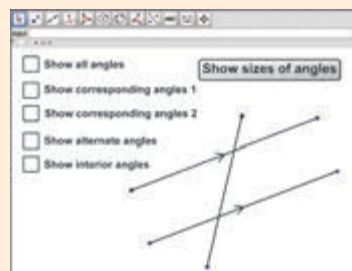 Show all angles
Show sizes of angles
Show corresponding angles 1
Show corresponding angles 2
Show alternate angles
Show interior angles